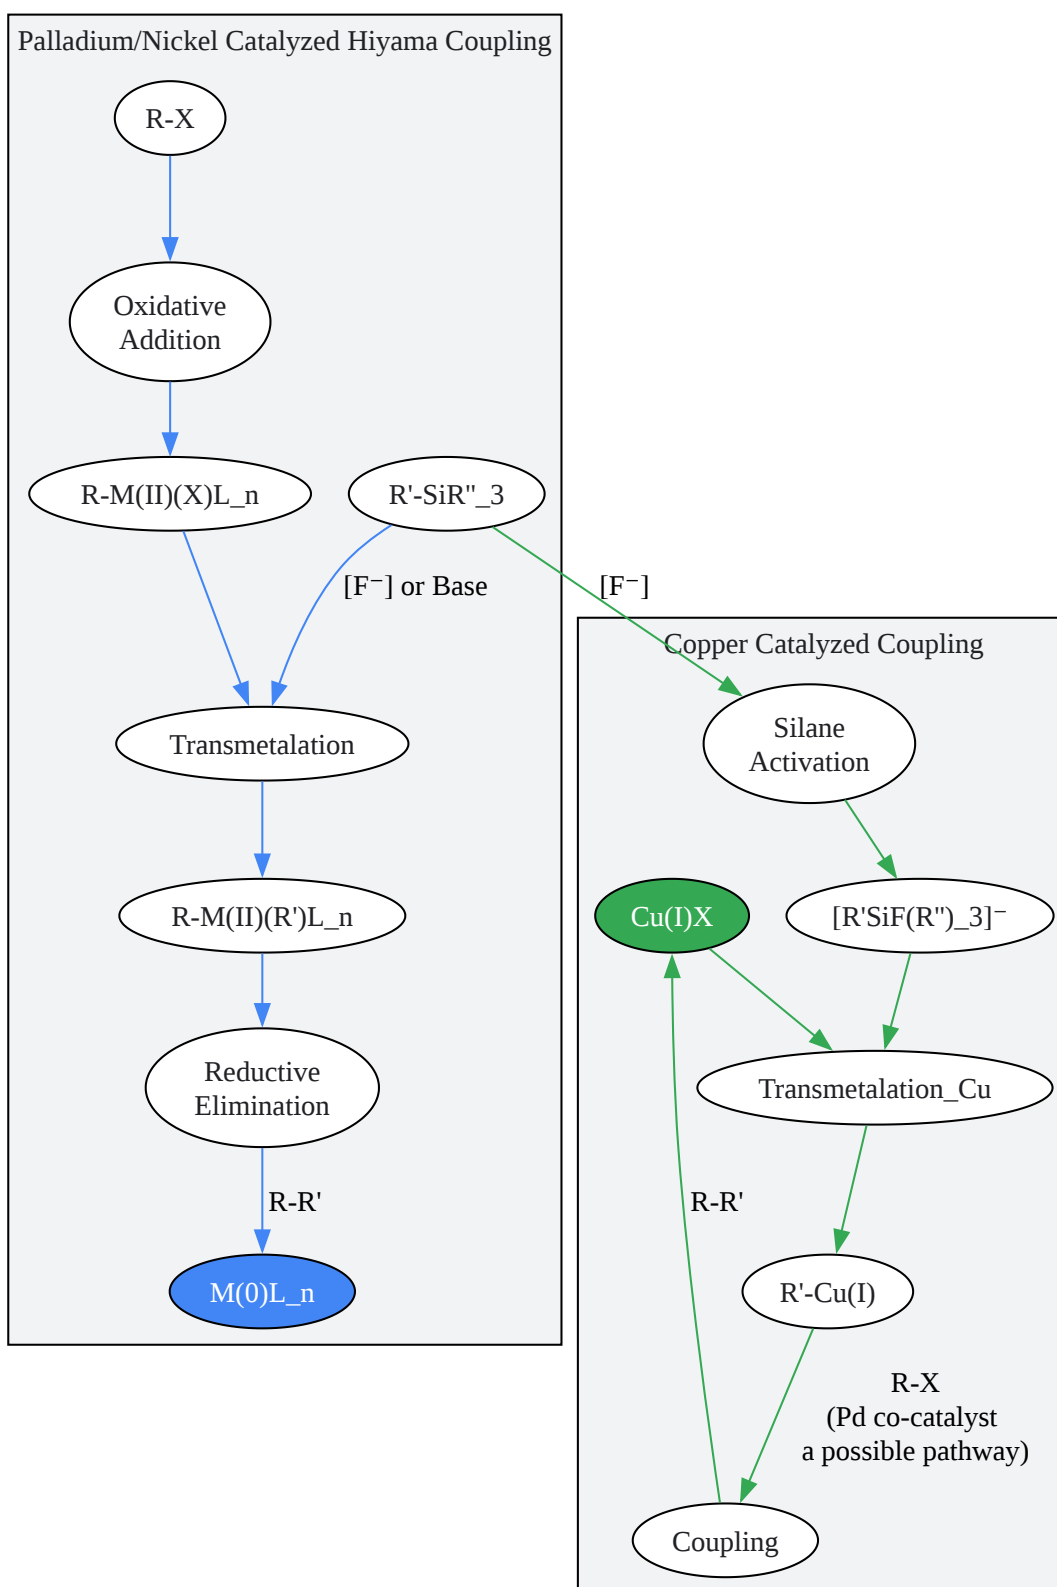 Palladium/Nickel Catalyzed Hiyama Coupling
R-X
Oxidative
Addition
R-M(II)(X)L_n
R'-SiR"_3
[F⁻] or Base
[F⁻]
Transmetalation
R-M(II)(R')L_n
Reductive
Elimination
R-R'
M(0)L_n
Copper Catalyzed Coupling
Silane
Activation
Cu(I)X
[R'SiF(R")_3]⁻
Transmetalation_Cu
R-R'
R'-Cu(I)
R-X
(Pd co-catalyst
a possible pathway)
Coupling